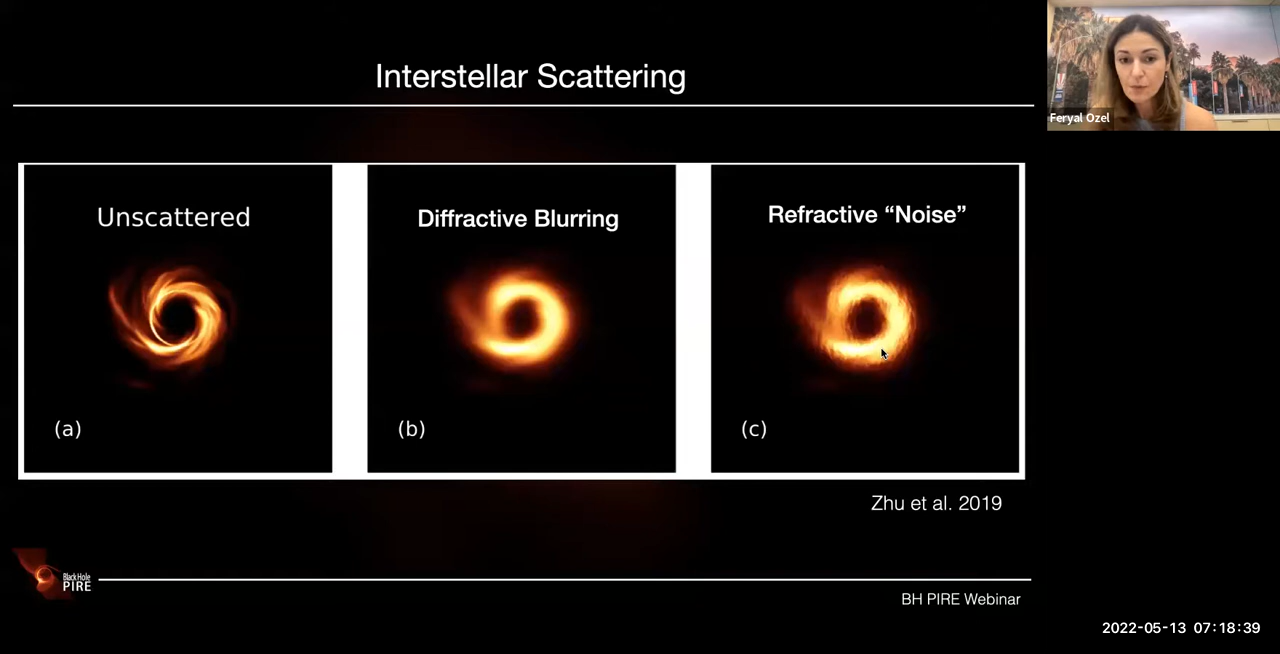 Interstellar Scattering
Feryal Ozel
Unscattered
Diffractive Blurring
Refractive “Noise”
(a)
(b)
(c)
Zhu et al. 2019
Black Hole
PIRE
BH PIRE Webinar
2022-05-13 07:18:39